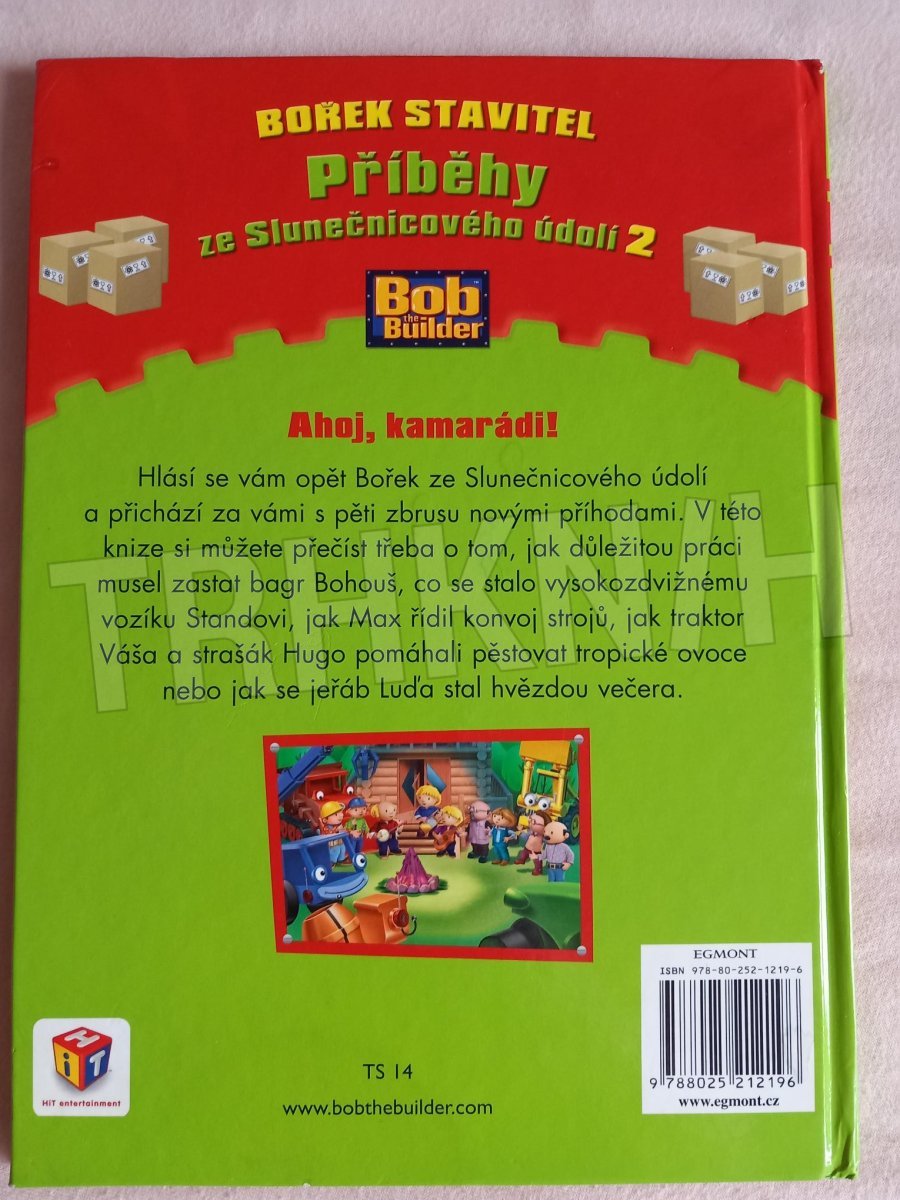 BOŘEK STAVITEL
Příběhy
ze Slunečnicového údolí 2
Bob
the
Builder
™
Ahoj, kamarádi!
Hlásí se vám opět Bořek ze Slunečnicového údolí
a přichází za vámi s pěti zbrusu novými příhodami. V této
knize si můžete přečíst třeba o tom, jak důležitou práci
musel zastat bagr Bohouš, co se stalo vysokozdvižnému
vozíku Standovi, jak Max řídil konvoj strojů, jak traktor
Váša a strašák Hugo pomáhali pěstovat tropické ovoce
nebo jak se jeřáb Luďa stal hvězdou večera.
TRHKNIH
EGMONT
ISBN 978-80-252-1219-6
9 788025 212196
www.egmont.cz
HiT
HiT entertainment
TS 14
www.bobthebuilder.com